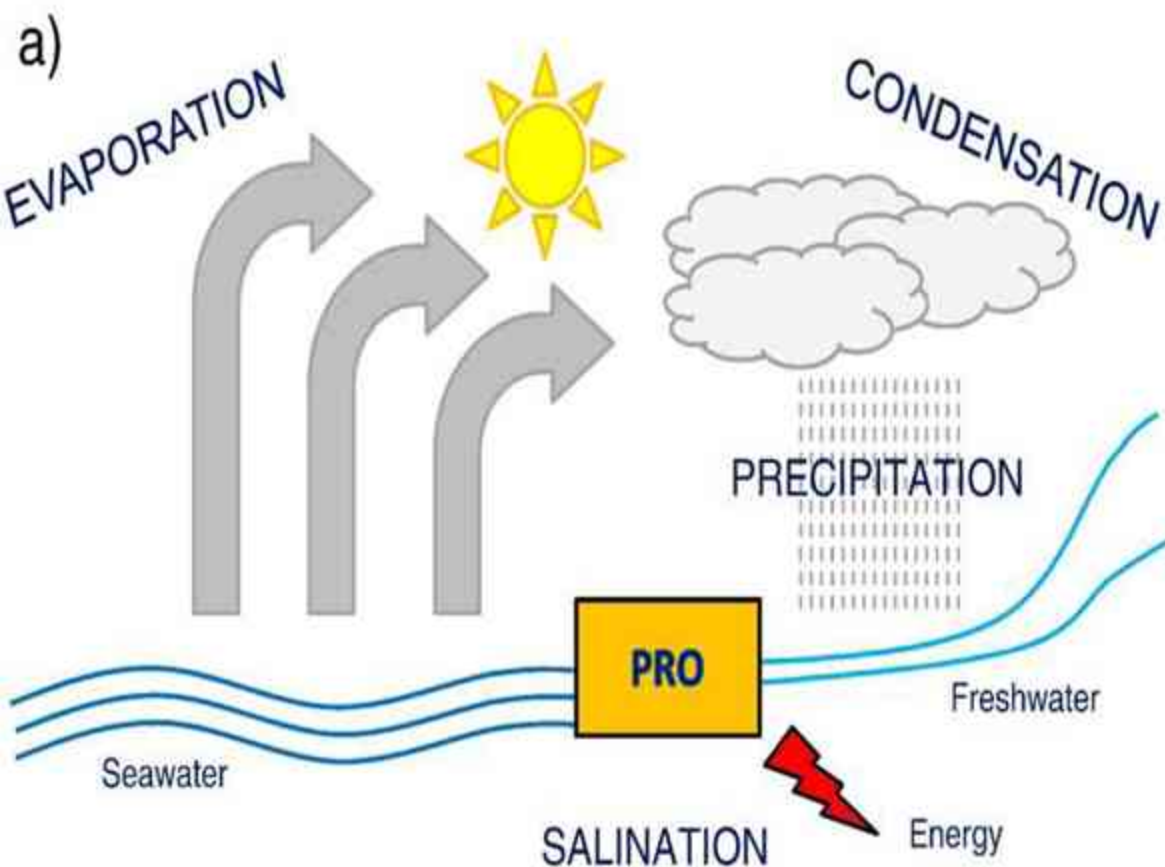 a)
EVAPORATION
CONDENSATION
PRECIPITATION
PRO
Freshwater
Seawater
Energy
SALINATION